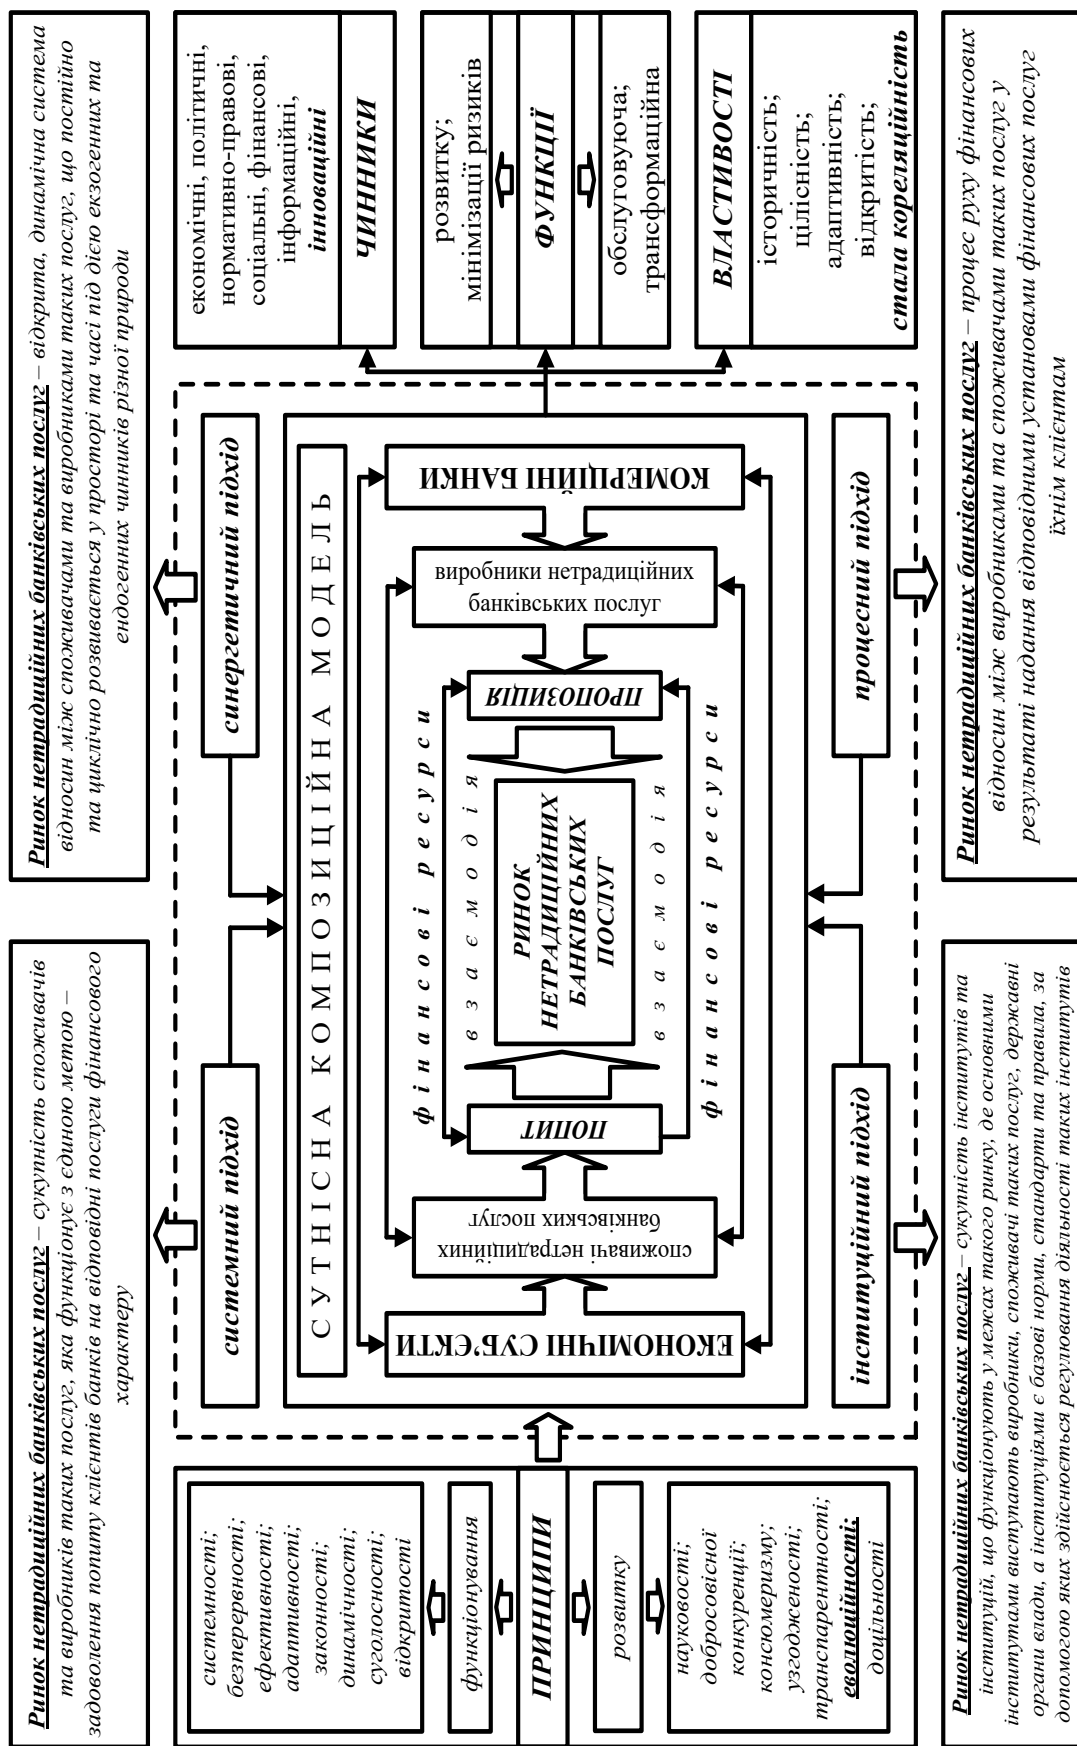 Ринок нетрадиційних банківських послуг – сукупність споживачів
та виробників таких послуг, яка функціонує з єдиною метою –
задоволення попиту клієнтів банків на відповідні послуги фінансового
характеру
Ринок нетрадиційних банківських послуг – відкрита, динамічна система
відносин між споживачами та виробниками таких послуг, що постійно
та циклічно розвивається у просторі та часі під дією екзогенних та
ендогенних чинників різної природи
системності;
безперервності;
ефективності;
адаптивності;
законності;
динамічності;
суголосності;
відкритості
функціонування
ПРИНЦИПИ
розвитку
науковості;
добросовісної
конкуренції;
консюмеризму;
узгодженості;
транспарентності;
еволюційності;
доцільності
системний підхід
синергетичний підхід
СУТНІСНА КОМПОЗИЦІЙНА МОДЕЛЬ
ЕКОНОМІЧНІ СУБ’ЄКТИ
споживачі нетрадиційних
банківських послуг
ПОПИТ
фінансові ресурси
взаємодія
РИНОК
НЕТРАДИЦІЙНИХ
БАНКІВСЬКИХ
ПОСЛУГ
взаємодія
фінансові ресурси
ПРОПОЗИЦІЯ
виробники нетрадиційних
банківських послуг
КОМЕРЦІЙНІ БАНКИ
інституційний підхід
процесний підхід
економічні, політичні,
нормативно-правові,
соціальні, фінансові,
інформаційні,
інноваційні
ЧИННИКИ
розвитку;
мінімізації ризиків
ФУНКЦІЇ
обслуговуюча;
трансформаційна
ВЛАСТИВОСТІ
історичність;
цілісність;
адаптивність;
відкритість;
стала кореляційність
Ринок нетрадиційних банківських послуг – сукупність інститутів та
інституцій, що функціонують у межах такого ринку, де основними
інститутами виступають виробники, споживачі таких послуг, державні
органи влади, а інституціями є базові норми, стандарти та правила, за
допомогою яких здійснюється регулювання діяльності таких інститутів
Ринок нетрадиційних банківських послуг – процес руху фінансових
відносин між виробниками та споживачами таких послуг у
результаті надання відповідними установами фінансових послуг
їхнім клієнтам